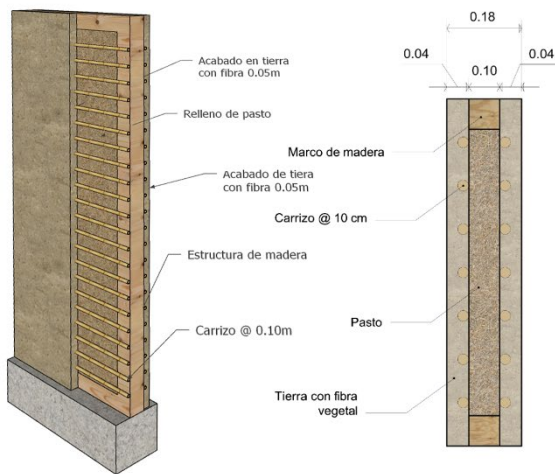 Acabado en tierra
con fibra 0.05m
Relleno de pasto
Acabado de tiera
con fibra 0.05m
Estructura de madera
Carrizo @ 0.10m
0.18
0.04
0.10
0.04
Marco de madera
Carrizo @ 10 cm
Pasto
Tierra con fibra
vegetal